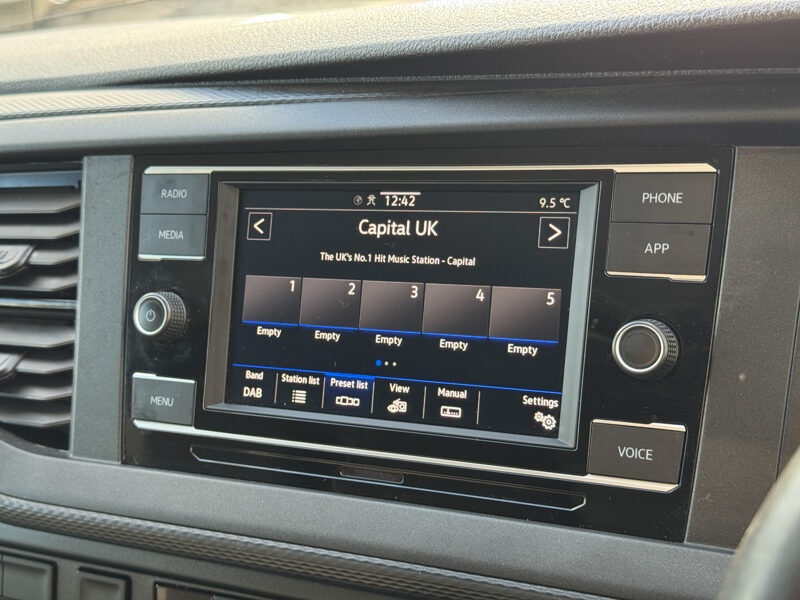 RADIO
MEDIA
MENU
PHONE
APP
VOICE
12:42
9.5 °C
<
Capital UK
>
The UK's No.1 Hit Music Station - Capital
1 2 3 4 5
Empty Empty Empty Empty Empty
Band Station list Preset list View Manual Settings
DAB